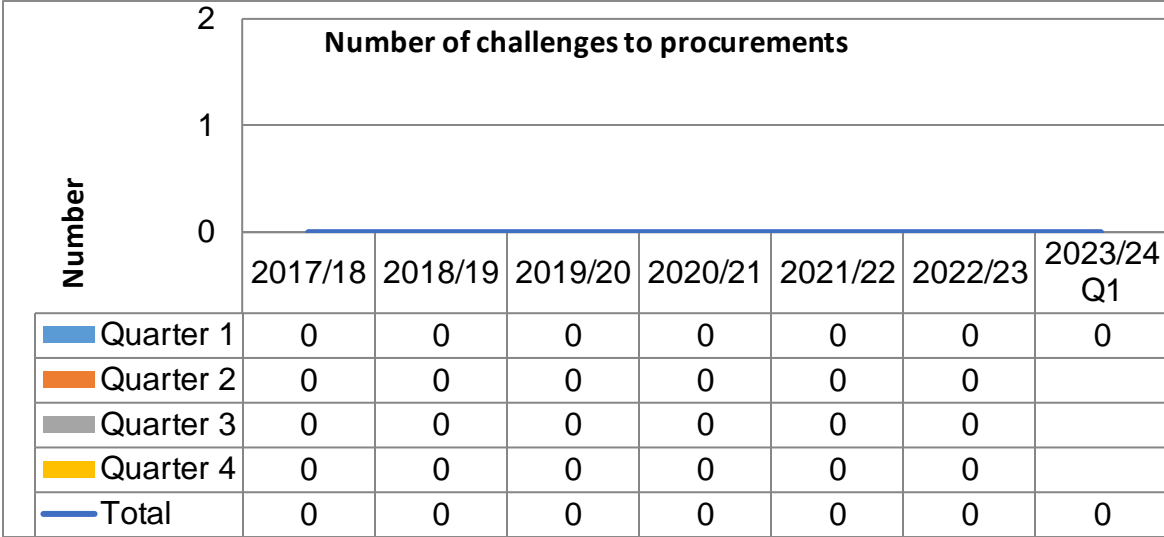 Number of challenges to procurements
2
1
0
Number
2017/18 2018/19 2019/20 2020/21 2021/22 2022/23 2023/24 Q1
Quarter 1 0 0 0 0 0 0 0
Quarter 2 0 0 0 0 0 0
Quarter 3 0 0 0 0 0 0
Quarter 4 0 0 0 0 0 0
Total 0 0 0 0 0 0 0